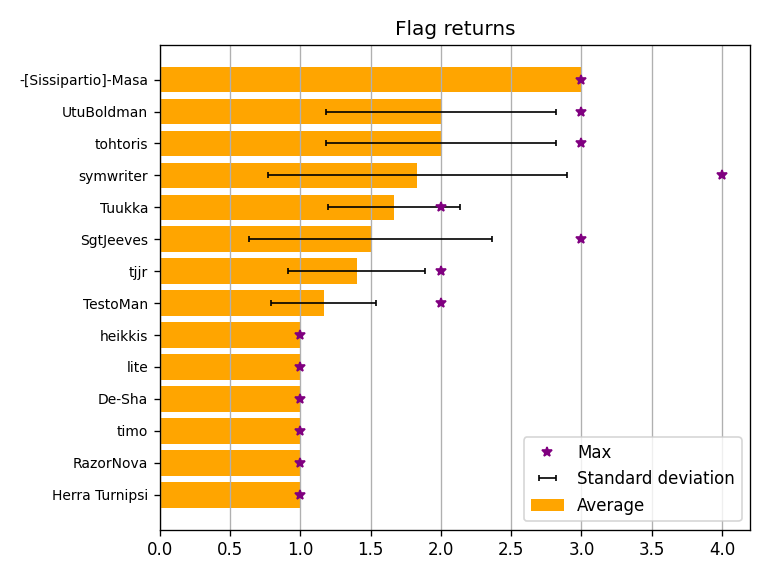 Flag returns
-[Sissipartio]-Masa
UtuBoldman
tohtoris
symwriter
Tuukka
SgtJeeves
tjjr
TestoMan
heikkis
lite
De-Sha
timo
RazorNova
Herra Turnipsi
Max
Standard deviation
Average
0.0 0.5 1.0 1.5 2.0 2.5 3.0 3.5 4.0